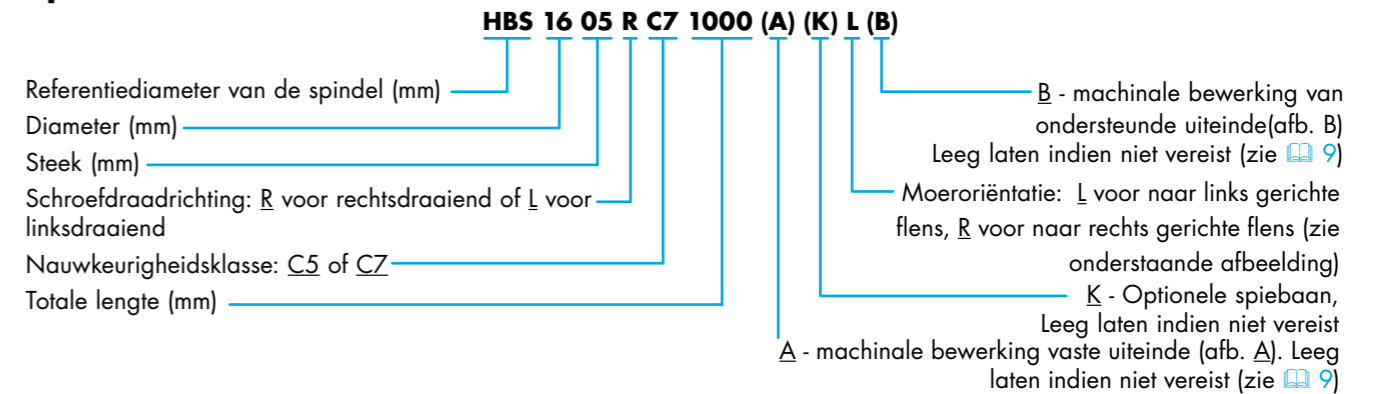 HBS 16 05 R C7 1000 (A) (K) L (B)
Referentiediameter van de spindel (mm)
Diameter (mm)
Steek (mm)
Schroefdraadrichting: R voor rechtsdraaiend of L voor
linksdraaiend
Nauwkeurigheidsklasse: C5 of C7
Totale lengte (mm)
B - machinale bewerking van
ondersteunde uiteinde(afb. B)
Leeg laten indien niet vereist (zie 9)
Moeroriëntatie: L voor naar links gerichte
flens, R voor naar rechts gerichte flens (zie
onderstaande afbeelding)
K - Optionele spiebaan,
Leeg laten indien niet vereist
A - machinale bewerking vaste uiteinde (afb. A). Leeg
laten indien niet vereist (zie 9)